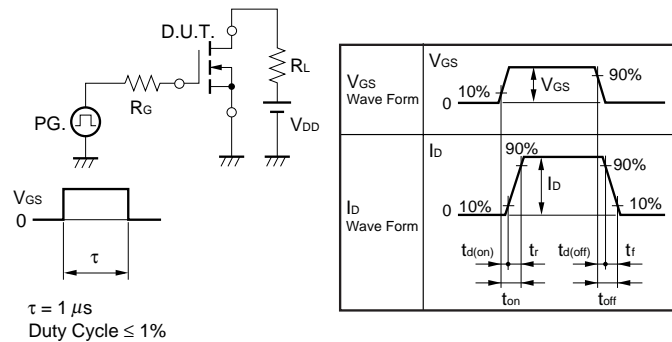 D.U.T.
RL
RG
PG.
VDD
VGS
0
τ
τ = 1 μs
Duty Cycle ≤ 1%
VGS
Wave Form
VGS
10%
0
VGS
90%
ID
Wave Form
ID
90%
90%
ID
0
10%
10%
td(on)
tr
td(off)
tf
ton
toff